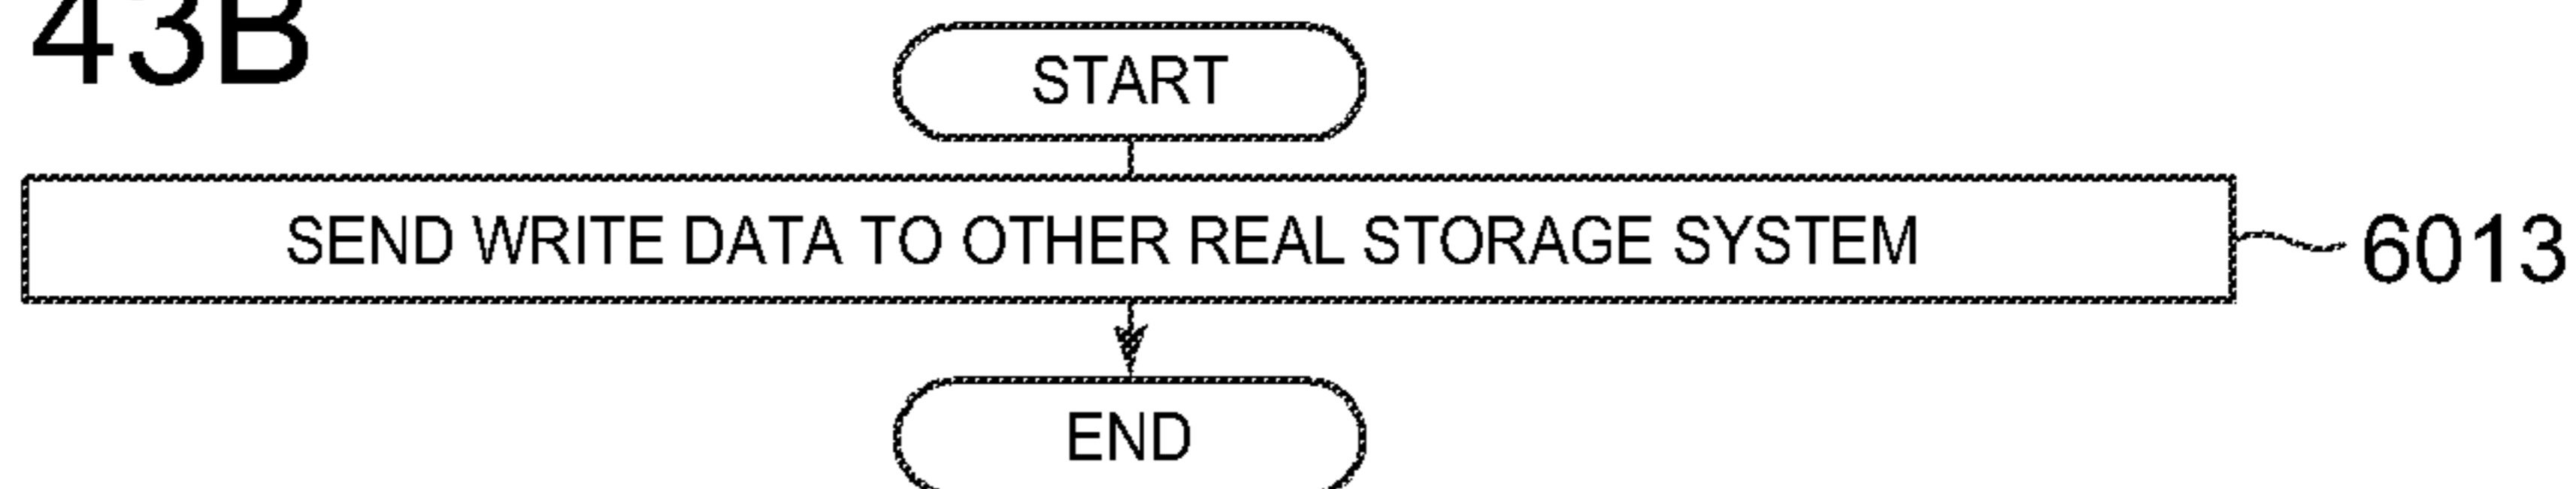 43B
START
SEND WRITE DATA TO OTHER REAL STORAGE SYSTEM
6013
END